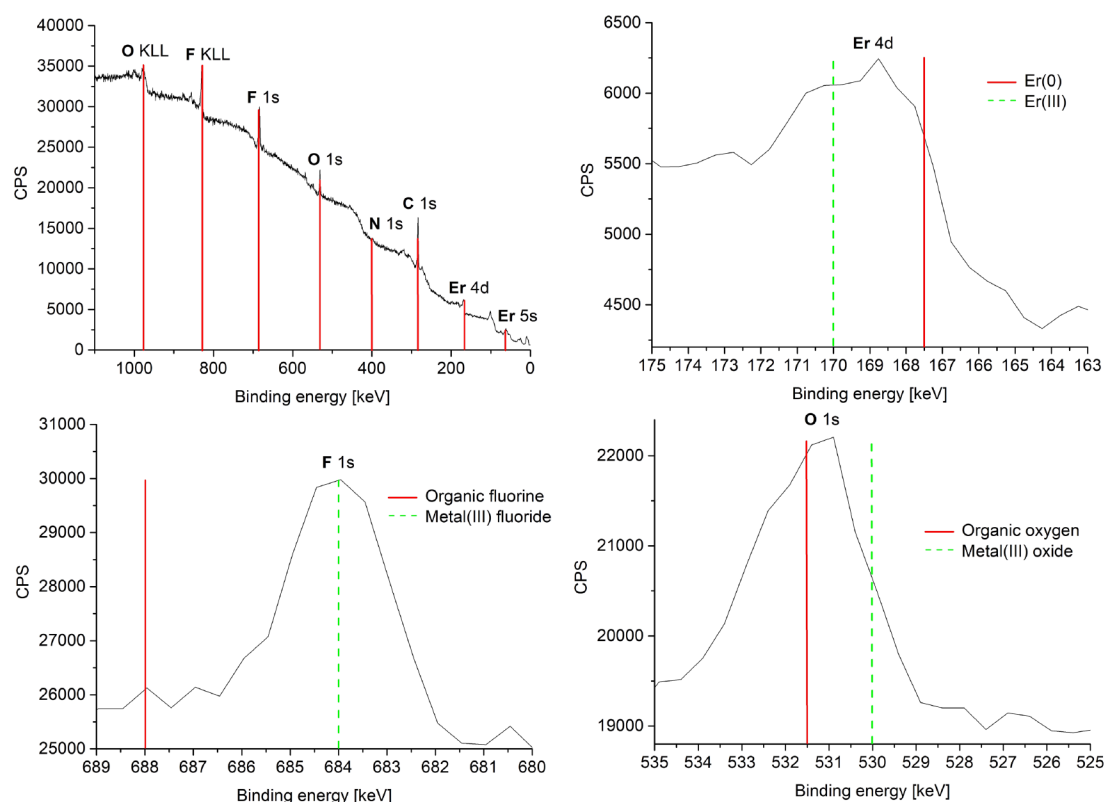 40000
35000
30000
25000
20000
15000
10000
5000
0
CPS
O KLL
F KLL
F 1s
O 1s
N 1s
C 1s
Er 4d
Er 5s
1000 800 600 400 200 0
Binding energy [keV]
6500
6000
5500
5000
4500
CPS
Er 4d
Er(0)
Er(III)
175 174 173 172 171 170 169 168 167 166 165 164 163
Binding energy [keV]
31000
30000
29000
28000
27000
26000
25000
CPS
F 1s
Organic fluorine
Metal(III) fluoride
689 688 687 686 685 684 683 682 681 680
Binding energy [keV]
22000
21000
20000
19000
CPS
O 1s
Organic oxygen
Metal(III) oxide
535 534 533 532 531 530 529 528 527 526 525
Binding energy [keV]